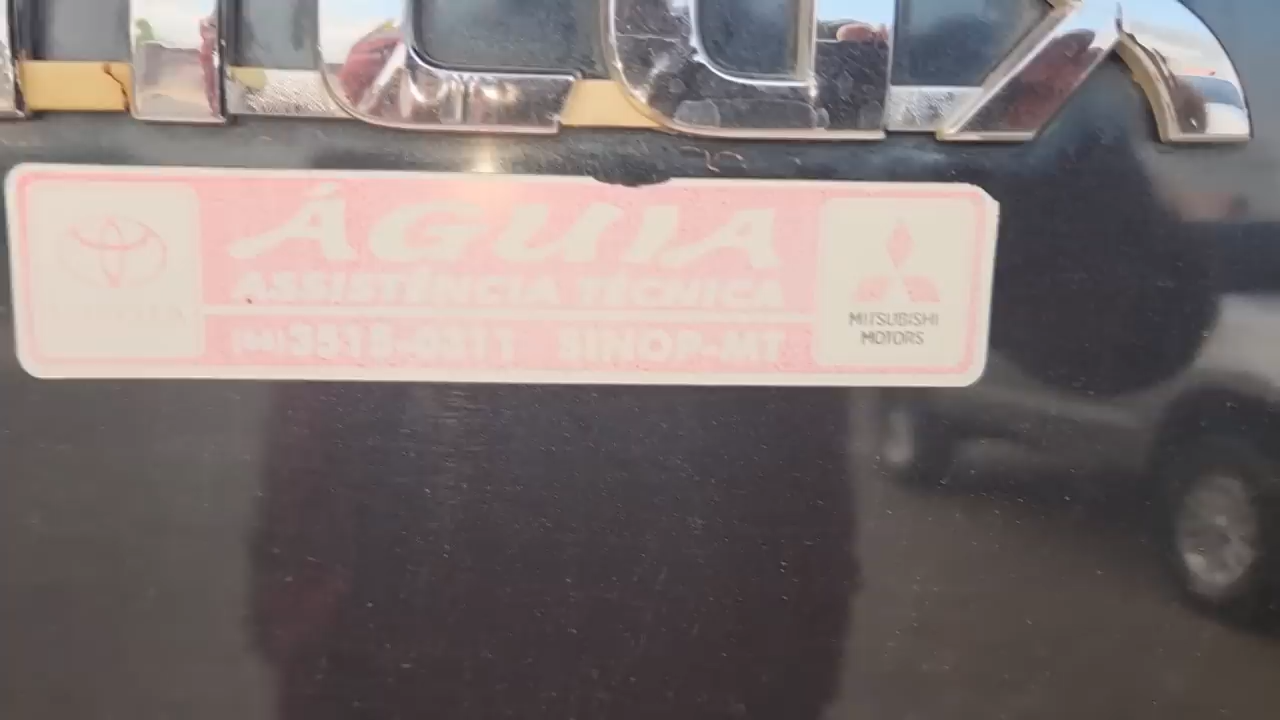 ÁGUIA
ASSISTÊNCIA TÉCNICA
SINOP-MT
MITSUBISHI
MOTORS